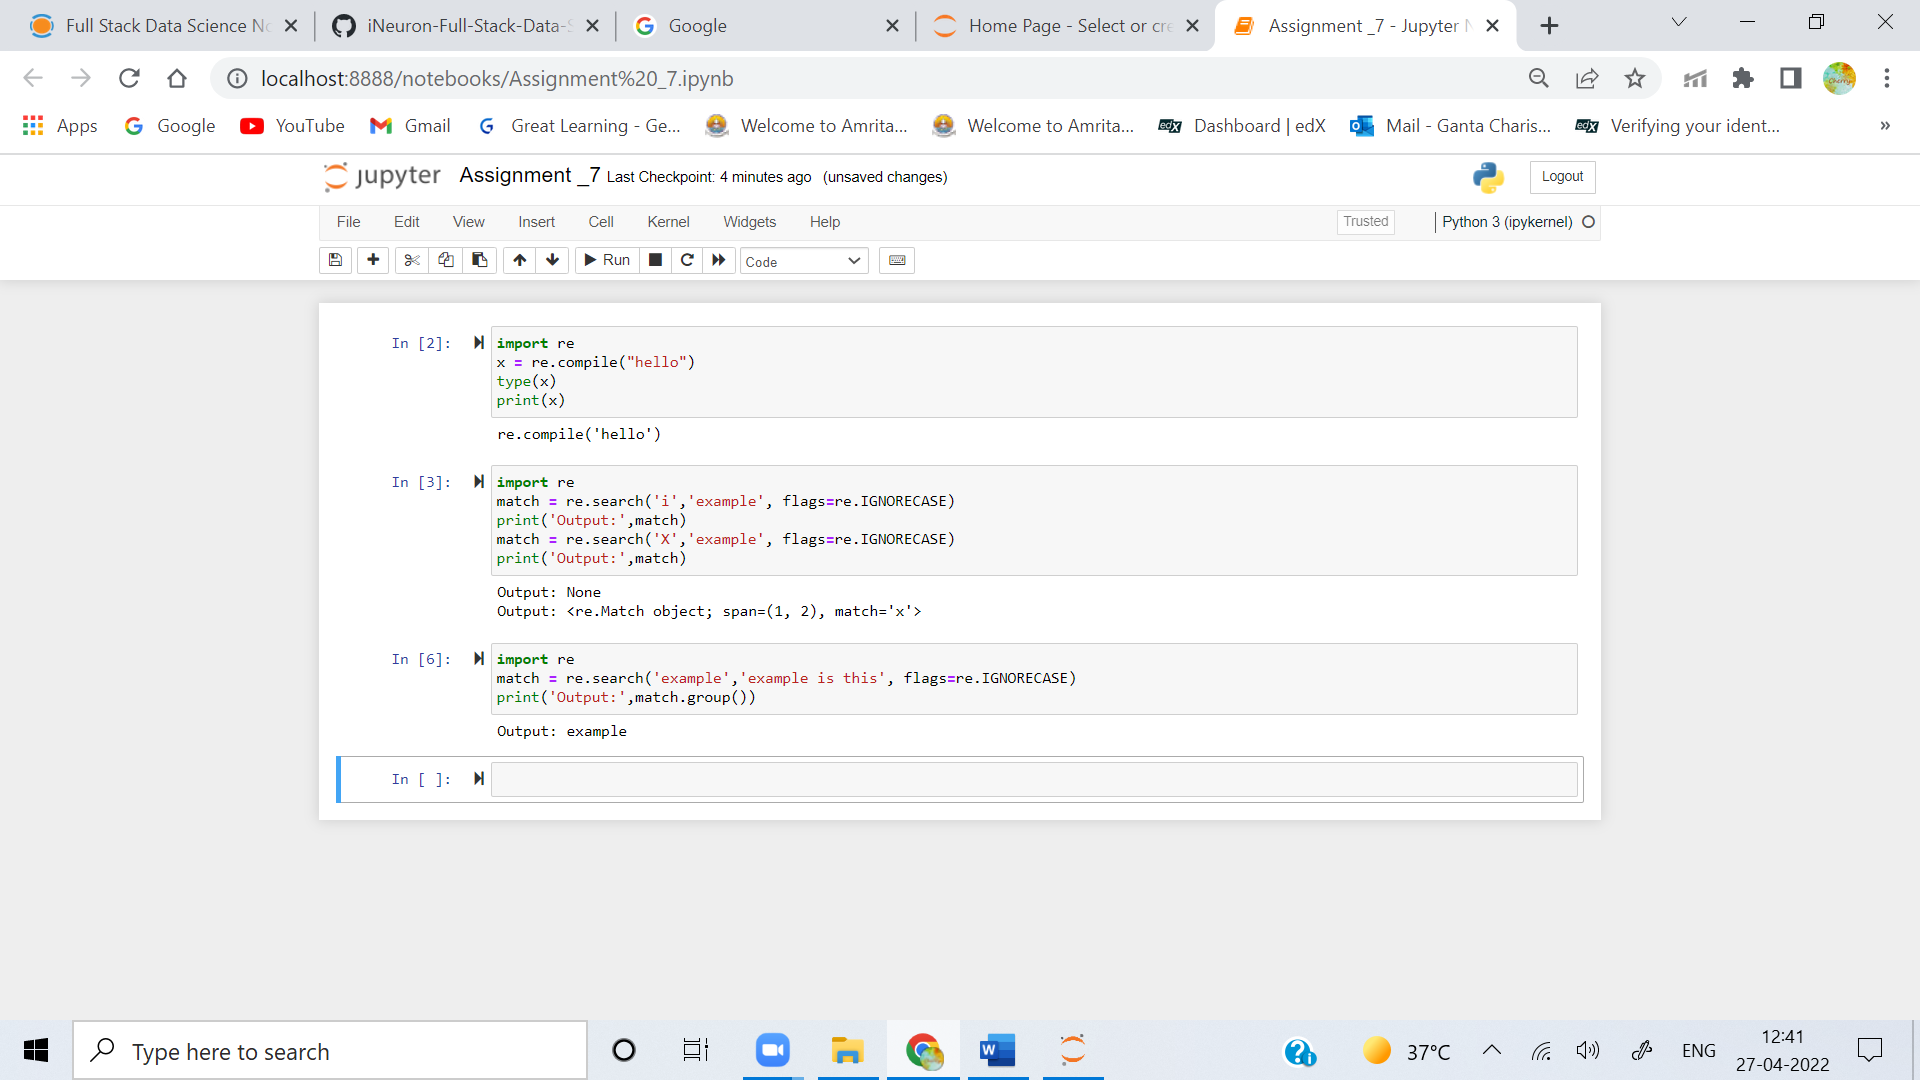 Full Stack Data Science No
iNeuron-Full-Stack-Data-S
Google
Home Page - Select or cre
Assignment _7 - Jupyter N
localhost:8888/notebooks/Assignment%20_7.ipynb
Apps
Google
YouTube
Gmail
Great Learning - Ge...
Welcome to Amrita...
Welcome to Amrita...
Dashboard | edX
Mail - Ganta Charis...
Verifying your ident...
»
jupyter Assignment _7 Last Checkpoint: 4 minutes ago (unsaved changes)
Logout
File Edit View Insert Cell Kernel Widgets Help
Trusted
Python 3 (ipykernel)
Run
Code
In [2]:
import re
x = re.compile("hello")
type(x)
print(x)
re.compile('hello')
In [3]:
import re
match = re.search('i','example', flags=re.IGNORECASE)
print('Output:',match)
match = re.search('X','example', flags=re.IGNORECASE)
print('Output:',match)
Output: None
Output: <re.Match object; span=(1, 2), match='x'>
In [6]:
import re
match = re.search('example','example is this', flags=re.IGNORECASE)
print('Output:',match.group())
Output: example
In [ ]:
Type here to search
37°C
ENG
12:41
27-04-2022